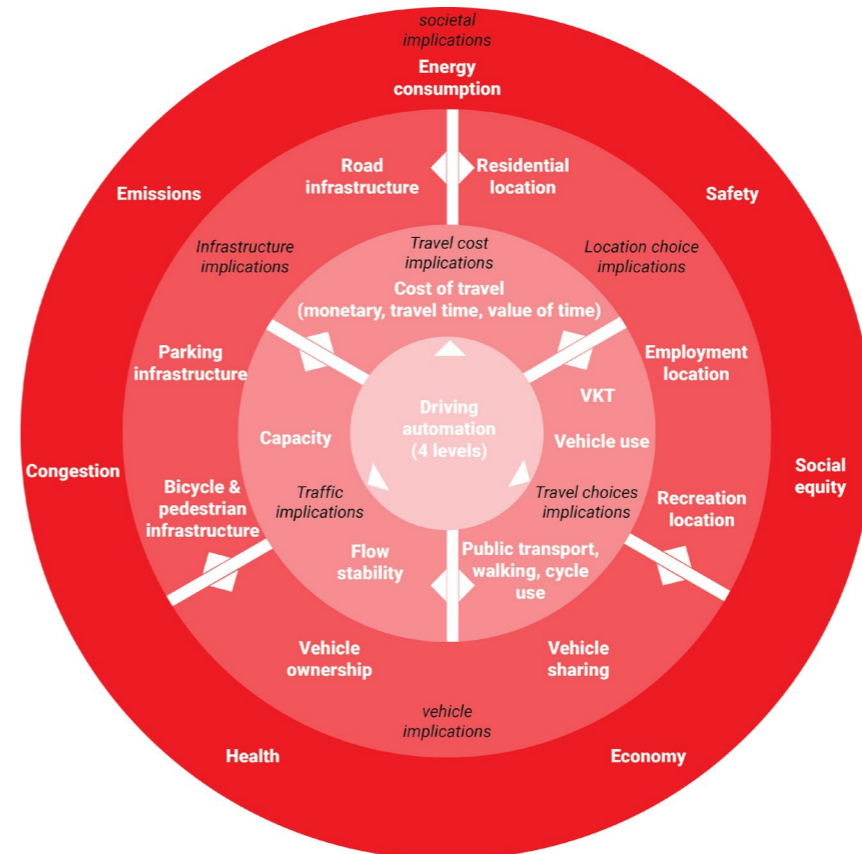 societal
implications
Energy
consumption
Road
infrastructure
Residential
location
Emissions
Safety
Infrastructure
implications
Travel cost
implications
Location choice
implications
Cost of travel
(monetary, travel time, value of time)
Parking
infrastructure
Employment
location
VKT
Driving
automation
(4 levels)
Capacity
Vehicle use
Congestion
Social
equity
Bicycle &
pedestrian
infrastructure
Traffic
implications
Travel choices
implications
Recreation
location
Flow
stability
Public transport,
walking, cycle
use
Vehicle
ownership
Vehicle
sharing
vehicle
implications
Health
Economy